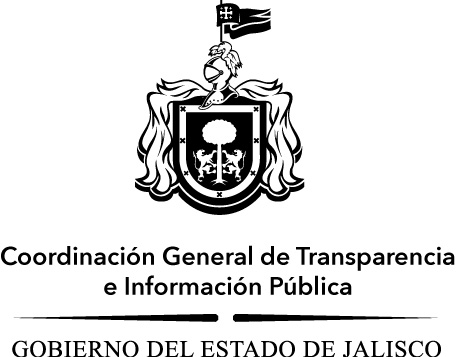 Coordinación General de Transparencia
e Información Pública
GOBIERNO DEL ESTADO DE JALISCO